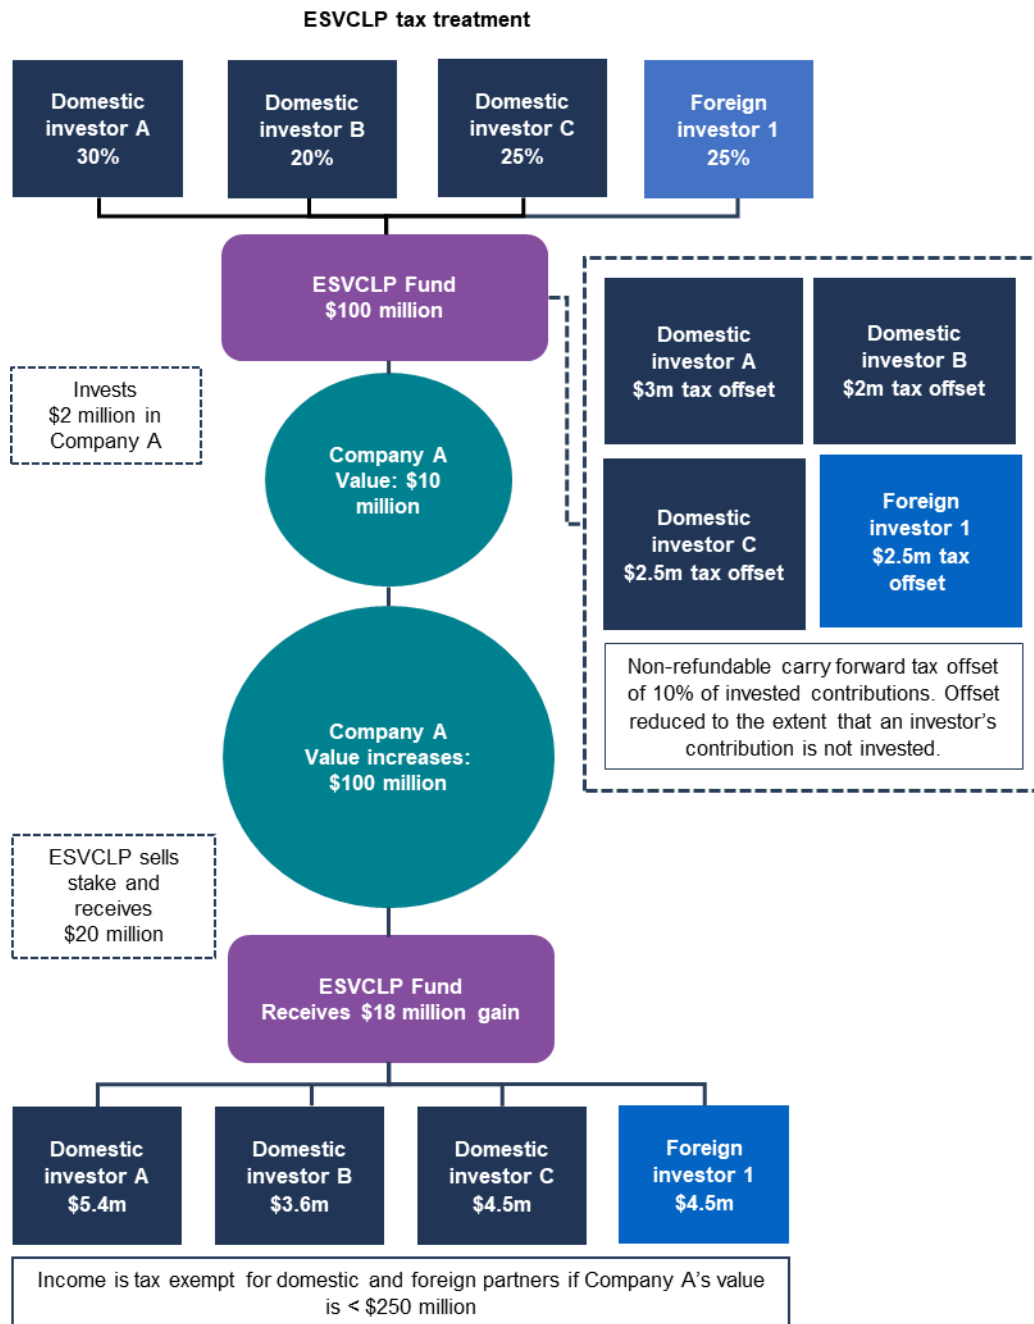 ESVCLP tax treatment
Domestic
investor A
30%
Domestic
investor B
20%
Domestic
investor C
25%
Foreign
investor 1
25%
ESVCLP Fund
$100 million
Invests
$2 million in
Company A
Company A
Value: $10
million
Domestic
investor A
$3m tax offset
Domestic
investor B
$2m tax offset
Domestic
investor C
$2.5m tax offset
Foreign
investor 1
$2.5m tax
offset
Non-refundable carry forward tax offset
of 10% of invested contributions. Offset
reduced to the extent that an investor’s
contribution is not invested.
Company A
Value increases:
$100 million
ESVCLP sells
stake and
receives
$20 million
ESVCLP Fund
Receives $18 million gain
Domestic
investor A
$5.4m
Domestic
investor B
$3.6m
Domestic
investor C
$4.5m
Foreign
investor 1
$4.5m
Income is tax exempt for domestic and foreign partners if Company A’s value
is < $250 million